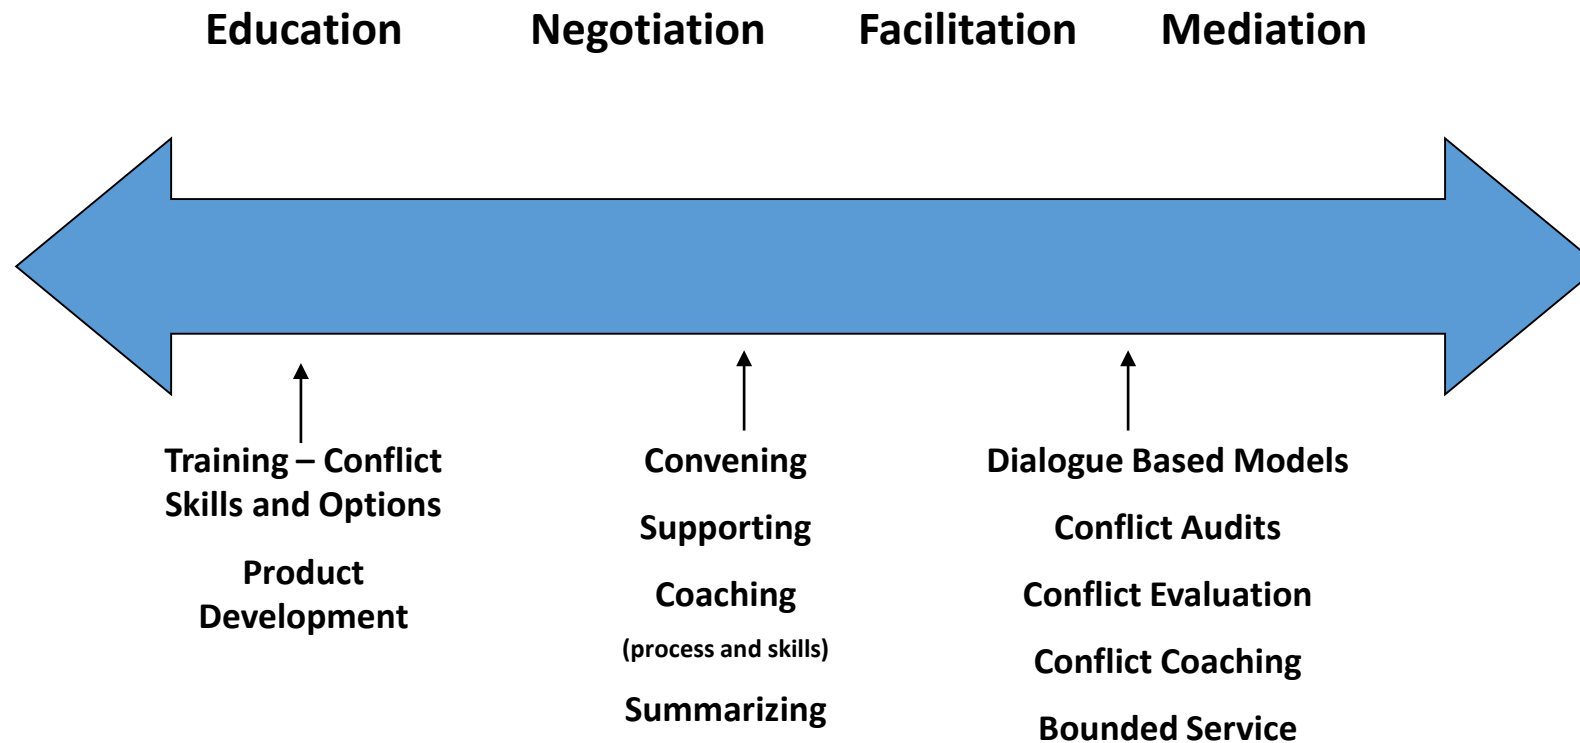 Education Negotiation Facilitation Mediation
Training – Conflict
Skills and Options
Product
Development
Convening
Supporting
Coaching
(process and skills)
Summarizing
Dialogue Based Models
Conflict Audits
Conflict Evaluation
Conflict Coaching
Bounded Service